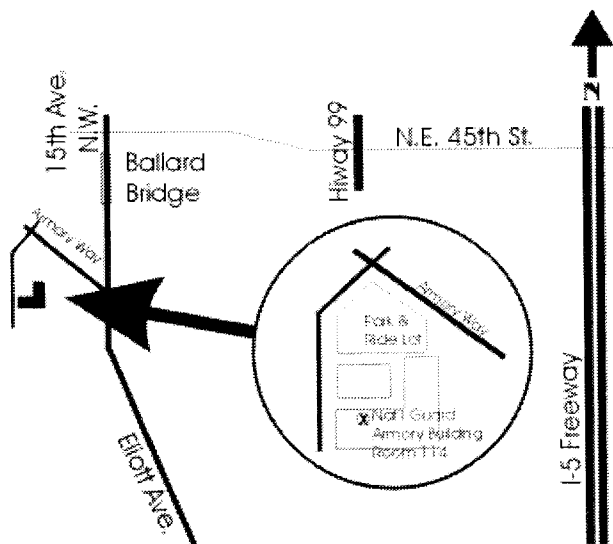 N
15th Ave.
N.W.
Hiway 99
N.E. 45th St.
Ballard
Bridge
Armory Way
Armory Way
Park &
Ride Lot
X Nat'l Guard
Armory Building
Room 114
I-5 Freeway
Eliott Ave.